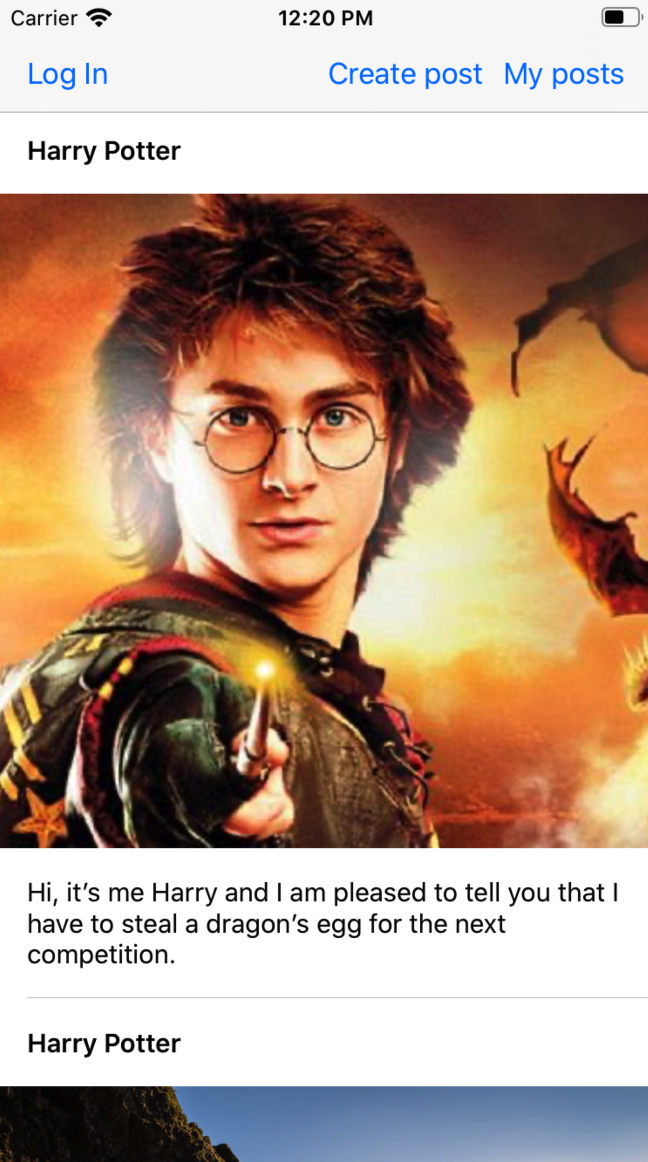 Carrier 12:20 PM
Log In Create post My posts
Harry Potter
Hi, it’s me Harry and I am pleased to tell you that I
have to steal a dragon’s egg for the next
competition.
Harry Potter